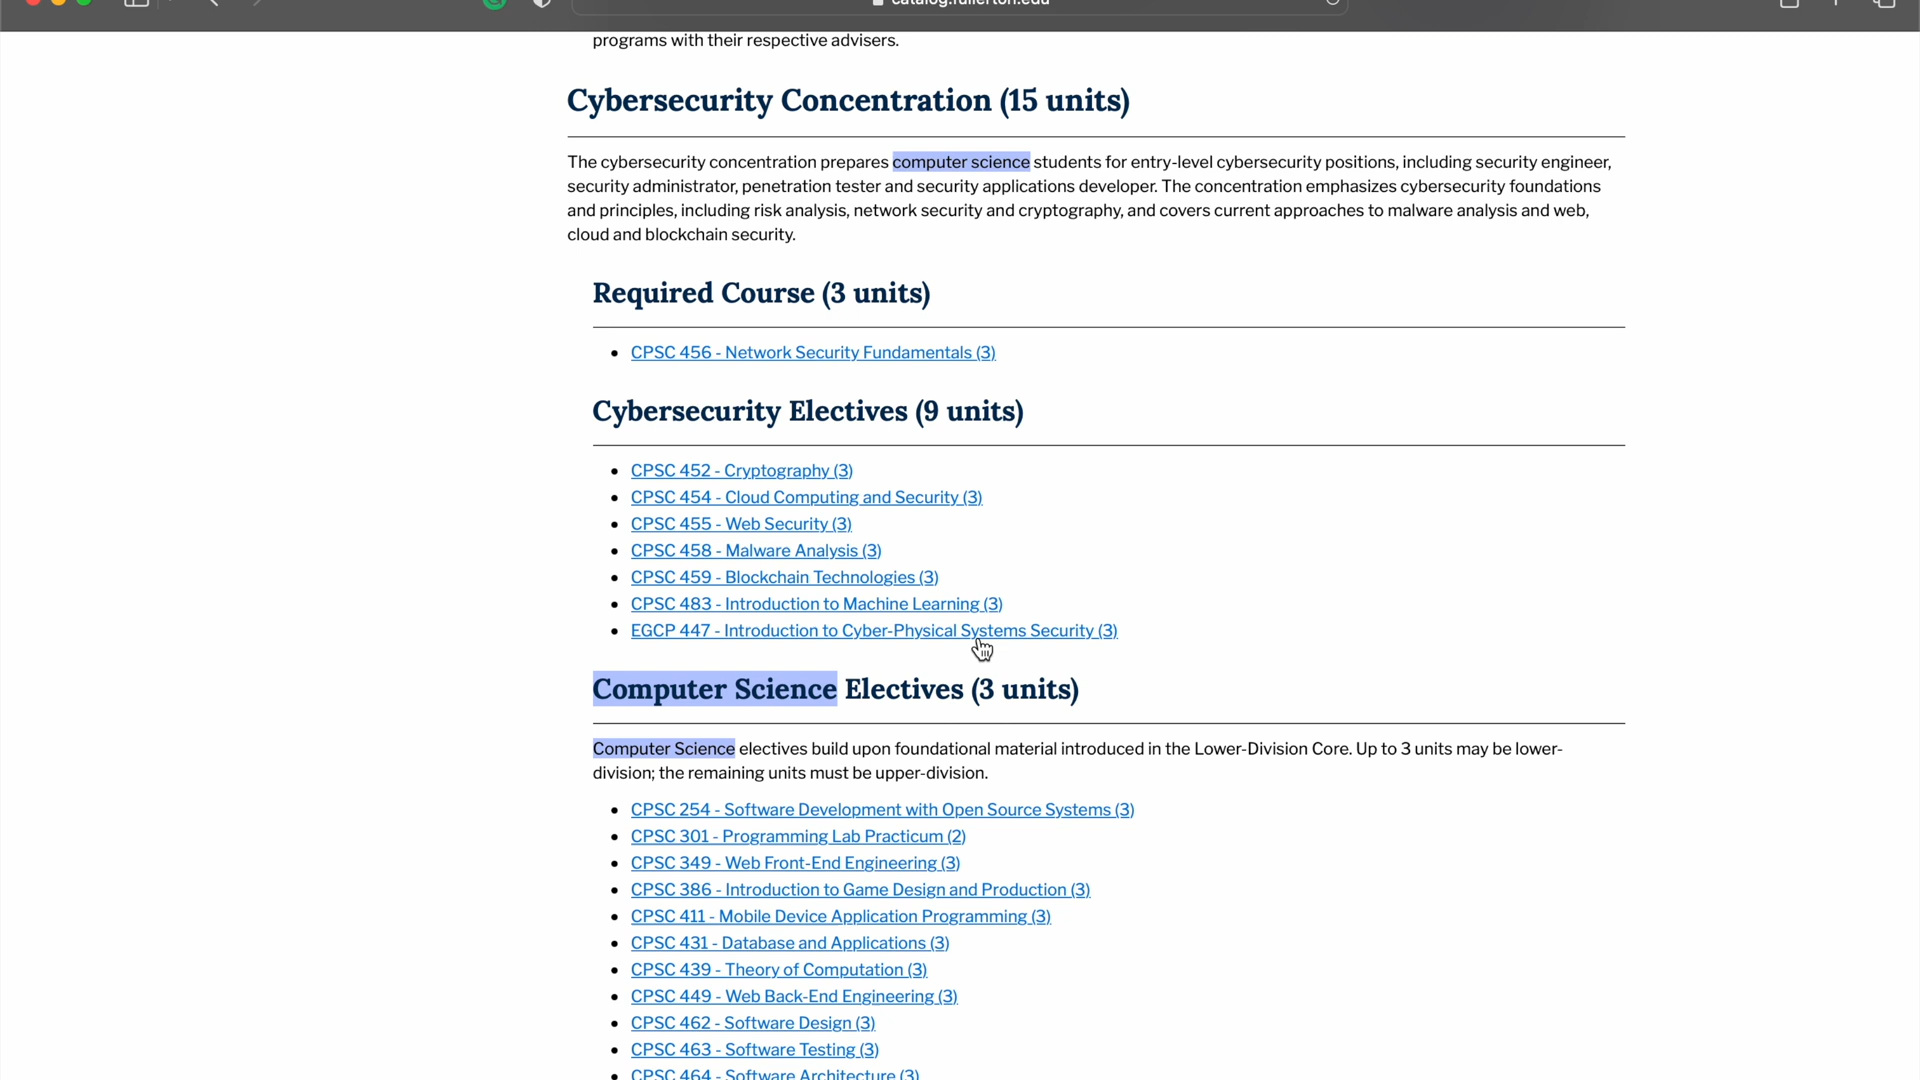 catalog.fullerton.edu
programs with their respective advisers.
Cybersecurity Concentration (15 units)
The cybersecurity concentration prepares computer science students for entry-level cybersecurity positions, including security engineer,
security administrator, penetration tester and security applications developer. The concentration emphasizes cybersecurity foundations
and principles, including risk analysis, network security and cryptography, and covers current approaches to malware analysis and web,
cloud and blockchain security.
Required Course (3 units)
CPSC 456 - Network Security Fundamentals (3)
Cybersecurity Electives (9 units)
CPSC 452 - Cryptography (3)
CPSC 454 - Cloud Computing and Security (3)
CPSC 455 - Web Security (3)
CPSC 458 - Malware Analysis (3)
CPSC 459 - Blockchain Technologies (3)
CPSC 483 - Introduction to Machine Learning (3)
EGCP 447 - Introduction to Cyber-Physical Systems Security (3)
Computer Science Electives (3 units)
Computer Science electives build upon foundational material introduced in the Lower-Division Core. Up to 3 units may be lower-
division; the remaining units must be upper-division.
CPSC 254 - Software Development with Open Source Systems (3)
CPSC 301 - Programming Lab Practicum (2)
CPSC 349 - Web Front-End Engineering (3)
CPSC 386 - Introduction to Game Design and Production (3)
CPSC 411 - Mobile Device Application Programming (3)
CPSC 431 - Database and Applications (3)
CPSC 439 - Theory of Computation (3)
CPSC 449 - Web Back-End Engineering (3)
CPSC 462 - Software Design (3)
CPSC 463 - Software Testing (3)
CPSC 464 - Software Architecture (3)